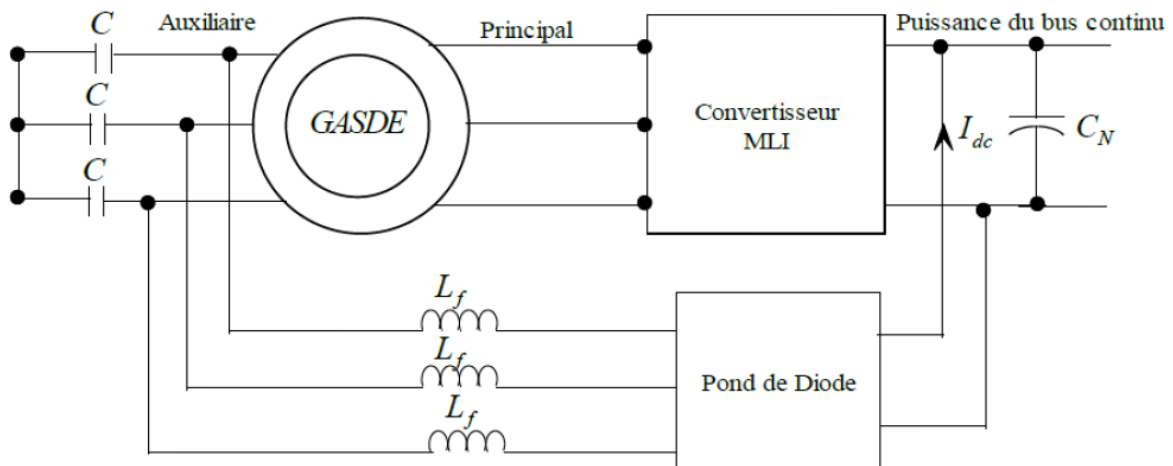 C
Auxiliaire
Principal
Puissance du bus continu
C
GASDE
Convertisseur
MLI
I_dc
C_N
C
L_f
L_f
L_f
Pond de Diode